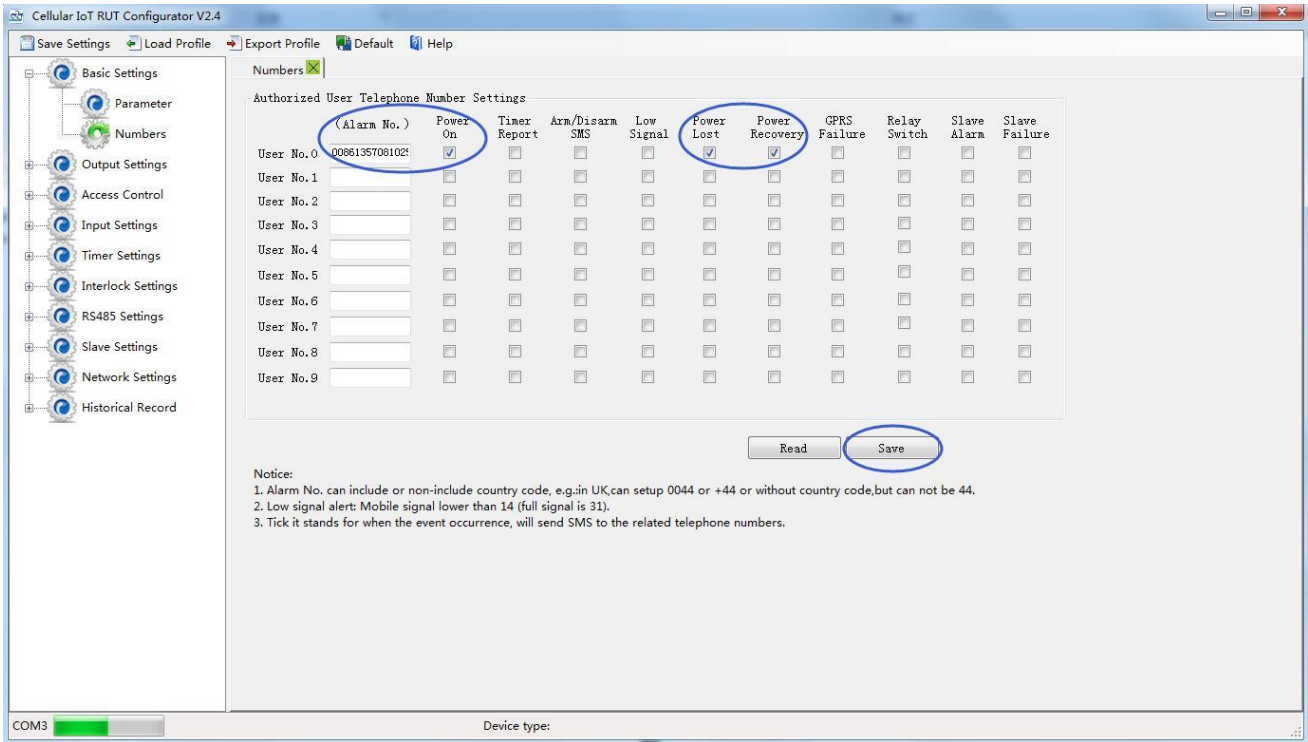 Cellular IoT RUT Configurator V2.4
Save Settings Load Profile Export Profile Default Help
Basic Settings
Parameter
Numbers
Output Settings
Access Control
Input Settings
Timer Settings
Interlock Settings
RS485 Settings
Slave Settings
Network Settings
Historical Record
Numbers
Authorized User Telephone Number Settings
(Alarm No.) Power On Timer Report Arm/Disarm SMS Low Signal Power Lost Power Recovery GPRS Failure Relay Switch Slave Alarm Slave Failure
User No.0 0086135708102
User No.1
User No.2
User No.3
User No.4
User No.5
User No.6
User No.7
User No.8
User No.9
Read Save
Notice:
1. Alarm No. can include or non-include country code, e.g.:in UK,can setup 0044 or +44 or without country code,but can not be 44.
2. Low signal alert: Mobile signal lower than 14 (full signal is 31).
3. Tick it stands for when the event occurrence, will send SMS to the related telephone numbers.
COM3 Device type: